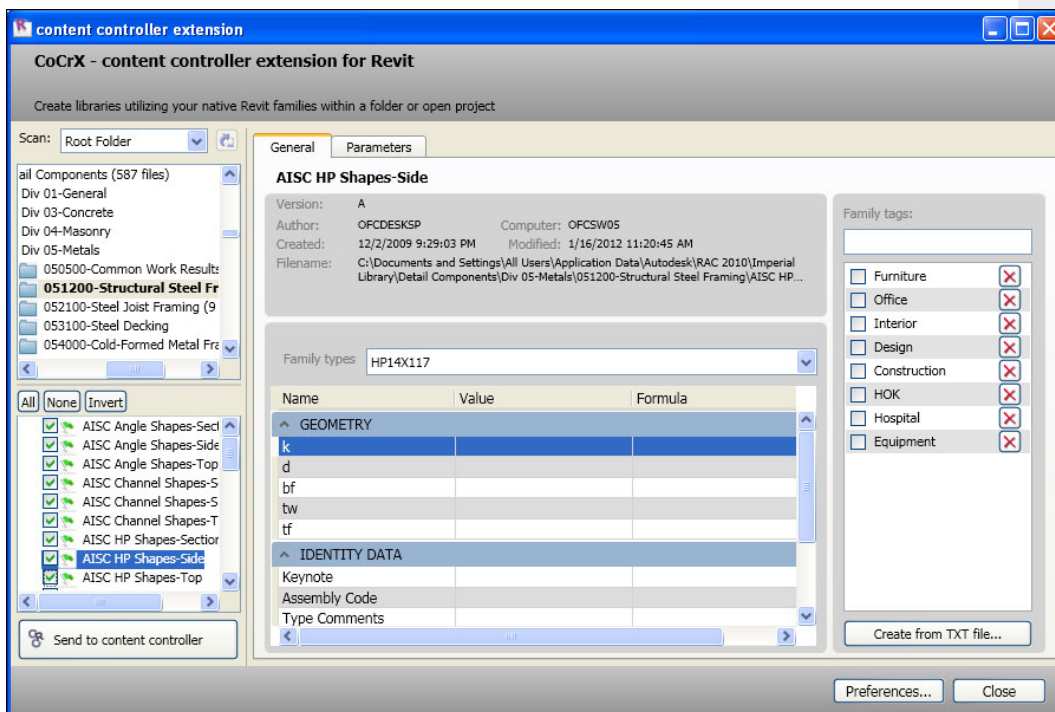 content controller extension
CoCrX - content controller extension for Revit
Create libraries utilizing your native Revit families within a folder or open project
Scan: Root Folder
ail Components (587 files)
Div 01-General
Div 03-Concrete
Div 04-Masonry
Div 05-Metals
050500-Common Work Results
051200-Structural Steel Fr
052100-Steel Joist Framing (9
053100-Steel Decking
054000-Cold-Formed Metal Fra
All None Invert
AISC Angle Shapes-Sect
AISC Angle Shapes-Side
AISC Angle Shapes-Top
AISC Channel Shapes-S
AISC Channel Shapes-S
AISC Channel Shapes-T
AISC HP Shapes-Section
AISC HP Shapes-Side
AISC HP Shapes-Top
Send to content controller
General Parameters
AISC HP Shapes-Side
Version: A
Author: OFCDESKSP Computer: OFCSW05
Created: 12/2/2009 9:29:03 PM Modified: 1/16/2012 11:20:45 AM
Filename: C:\Documents and Settings\All Users\Application Data\Autodesk\RAC 2010\Imperial
Library\Detail Components\Div 05-Metals\051200-Structural Steel Framing\AISC HP...
Family types HP14X117
Name Value Formula
GEOMETRY
k
d
bf
tw
tf
IDENTITY DATA
Keynote
Assembly Code
Type Comments
Family tags:
Furniture
Office
Interior
Design
Construction
HOK
Hospital
Equipment
Create from TXT file...
Preferences... Close